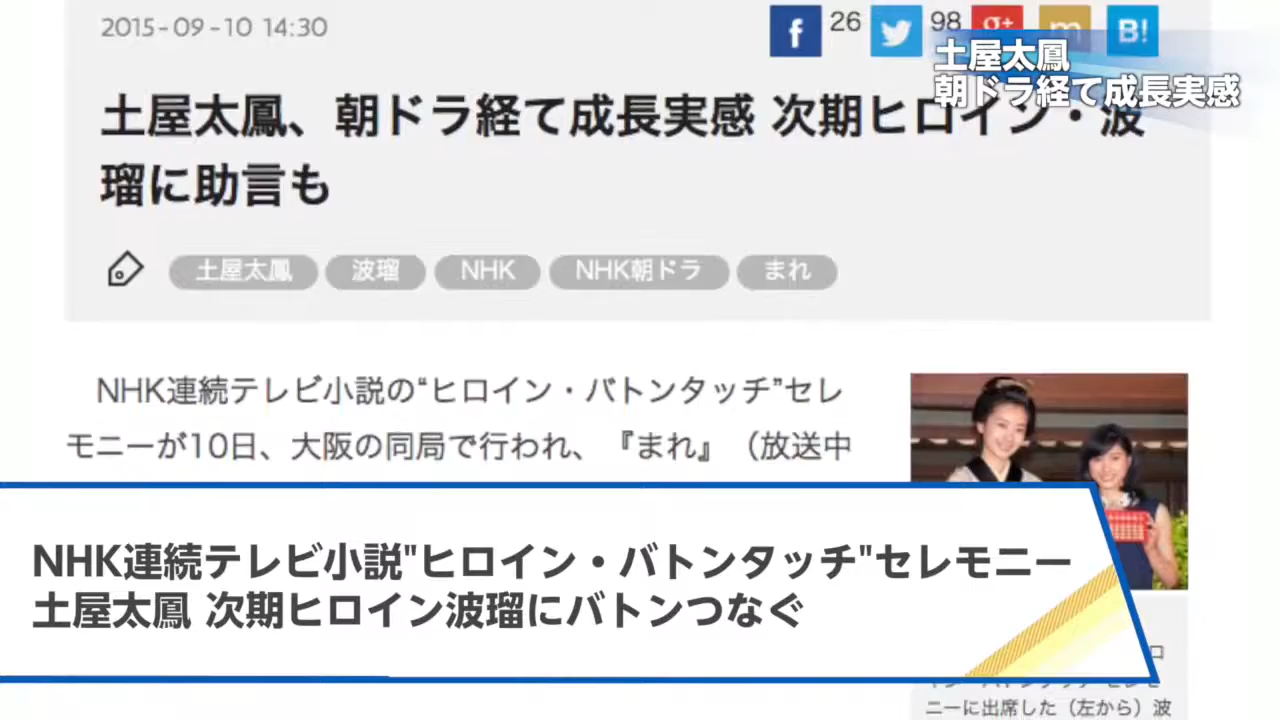 2015-09-10 14:30
26
98
g+
m
B!
土屋太鳳
朝ドラ経て成長実感
土屋太鳳、朝ドラ経て成長実感 次期ヒロイン・波
瑠に助言も
土屋太鳳 波瑠 NHK NHK朝ドラ まれ
NHK連続テレビ小説の“ヒロイン・バトンタッチ”セレ
モニーが10日、大阪の同局で行われ、『まれ』（放送中
NHK連続テレビ小説"ヒロイン・バトンタッチ"セレモニー
土屋太鳳 次期ヒロイン波瑠にバトンつなぐ
ニーに出席した（左から）波